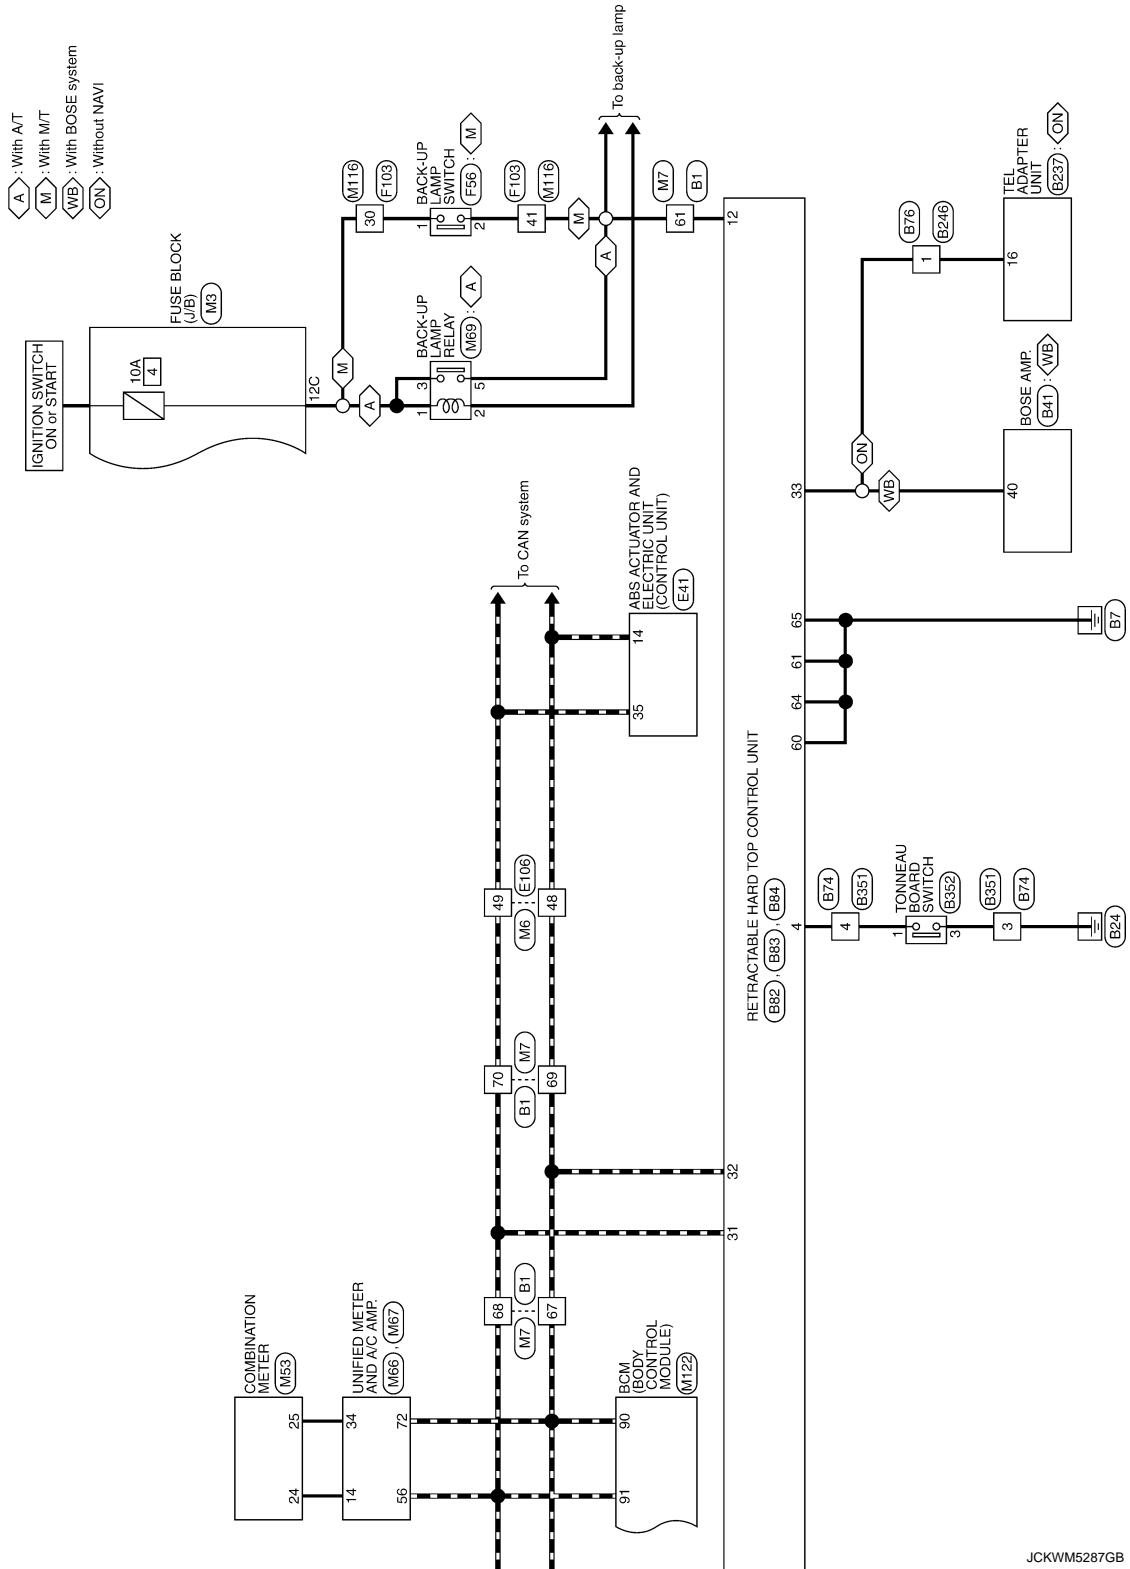 A : With A/T
M : With M/T
WB : With BOSE system
ON : Without NAVI
IGNITION SWITCH
ON or START
FUSE BLOCK
(J/B)
M3
10A
4
12C
M
A
M116
F103
30
BACK-UP
LAMP
SWITCH
F56 : M
1
2
F103
M116
41
M
A
To back-up lamp
BACK-UP
LAMP
RELAY
M69 : A
1
3
2
5
M7
B1
61
12
To CAN system
ABS ACTUATOR AND
ELECTRIC UNIT
(CONTROL UNIT)
E41
35
14
49
48
M6
E106
70
69
B1
M7
31
32
68
67
M7
B1
COMBINATION
METER
M53
24
25
UNIFIED METER
AND A/C AMP.
M66 , M67
14
34
56
72
BCM
(BODY
CONTROL
MODULE)
M122
91
90
RETRACTABLE HARD TOP CONTROL UNIT
B82 , B83 , B84
4
B74
B351
4
TONNEAU
BOARD
SWITCH
B352
1
3
B351
B74
3
B24
60
64
61
65
B7
33
ON
WB
BOSE AMP.
B41 : WB
40
B76
B246
1
TEL
ADAPTER
UNIT
B237 : ON
16
JCKWM5287GB